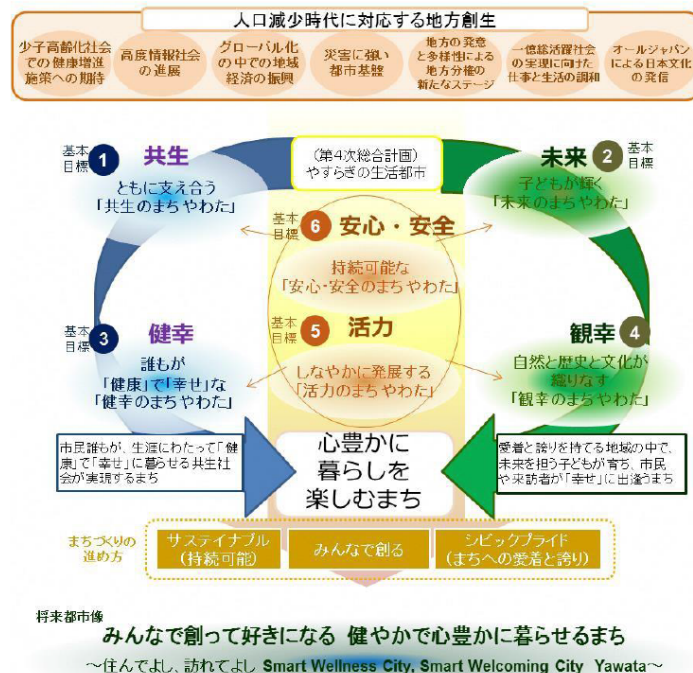 人口減少時代に対応する地方創生
少子高齢化社会
での健康増進
施策への期待
高度情報社会
の進展
グローバル化
の中での地域
経済の振興
災害に強い
都市基盤
地方の発意
と多様性による
地方分権の
新たなステージ
一億総活躍社会
の実現に向けた
仕事と生活の調和
オールジャパン
による日本文化
の発信
基本
目標
1
共生
ともに支え合う
「共生のまちやわた」
(第4次総合計画)
やすらぎの生活都市
未来
2
基本
目標
子どもが輝く
「未来のまちやわた」
基本
目標
6
安心・安全
持続可能な
「安心・安全のまちやわた」
基本
目標
3
健幸
誰もが
「健康」で「幸せ」な
「健幸のまちやわた」
基本
目標
5
活力
しなやかに発展する
「活力のまちやわた」
観幸
4
基本
目標
自然と歴史と文化が
織りなす
「観幸のまちやわた」
市民誰もが、生涯にわたって「健
康」で「幸せ」に暮らせる共生社
会が実現するまち
心豊かに
暮らしを
楽しむまち
愛着と誇りを持てる地域の中で、
未来を担う子どもが育ち、市民
や来訪者が「幸せ」に出逢うまち
まちづくりの
進め方
サステイナブル
(持続可能)
みんなで創る
シビックプライド
(まちへの愛着と誇り)
将来都市像
みんなで創って好きになる 健やかで心豊かに暮らせるまち
～住んでよし、訪れてよし Smart Wellness City, Smart Welcoming City Yawata～